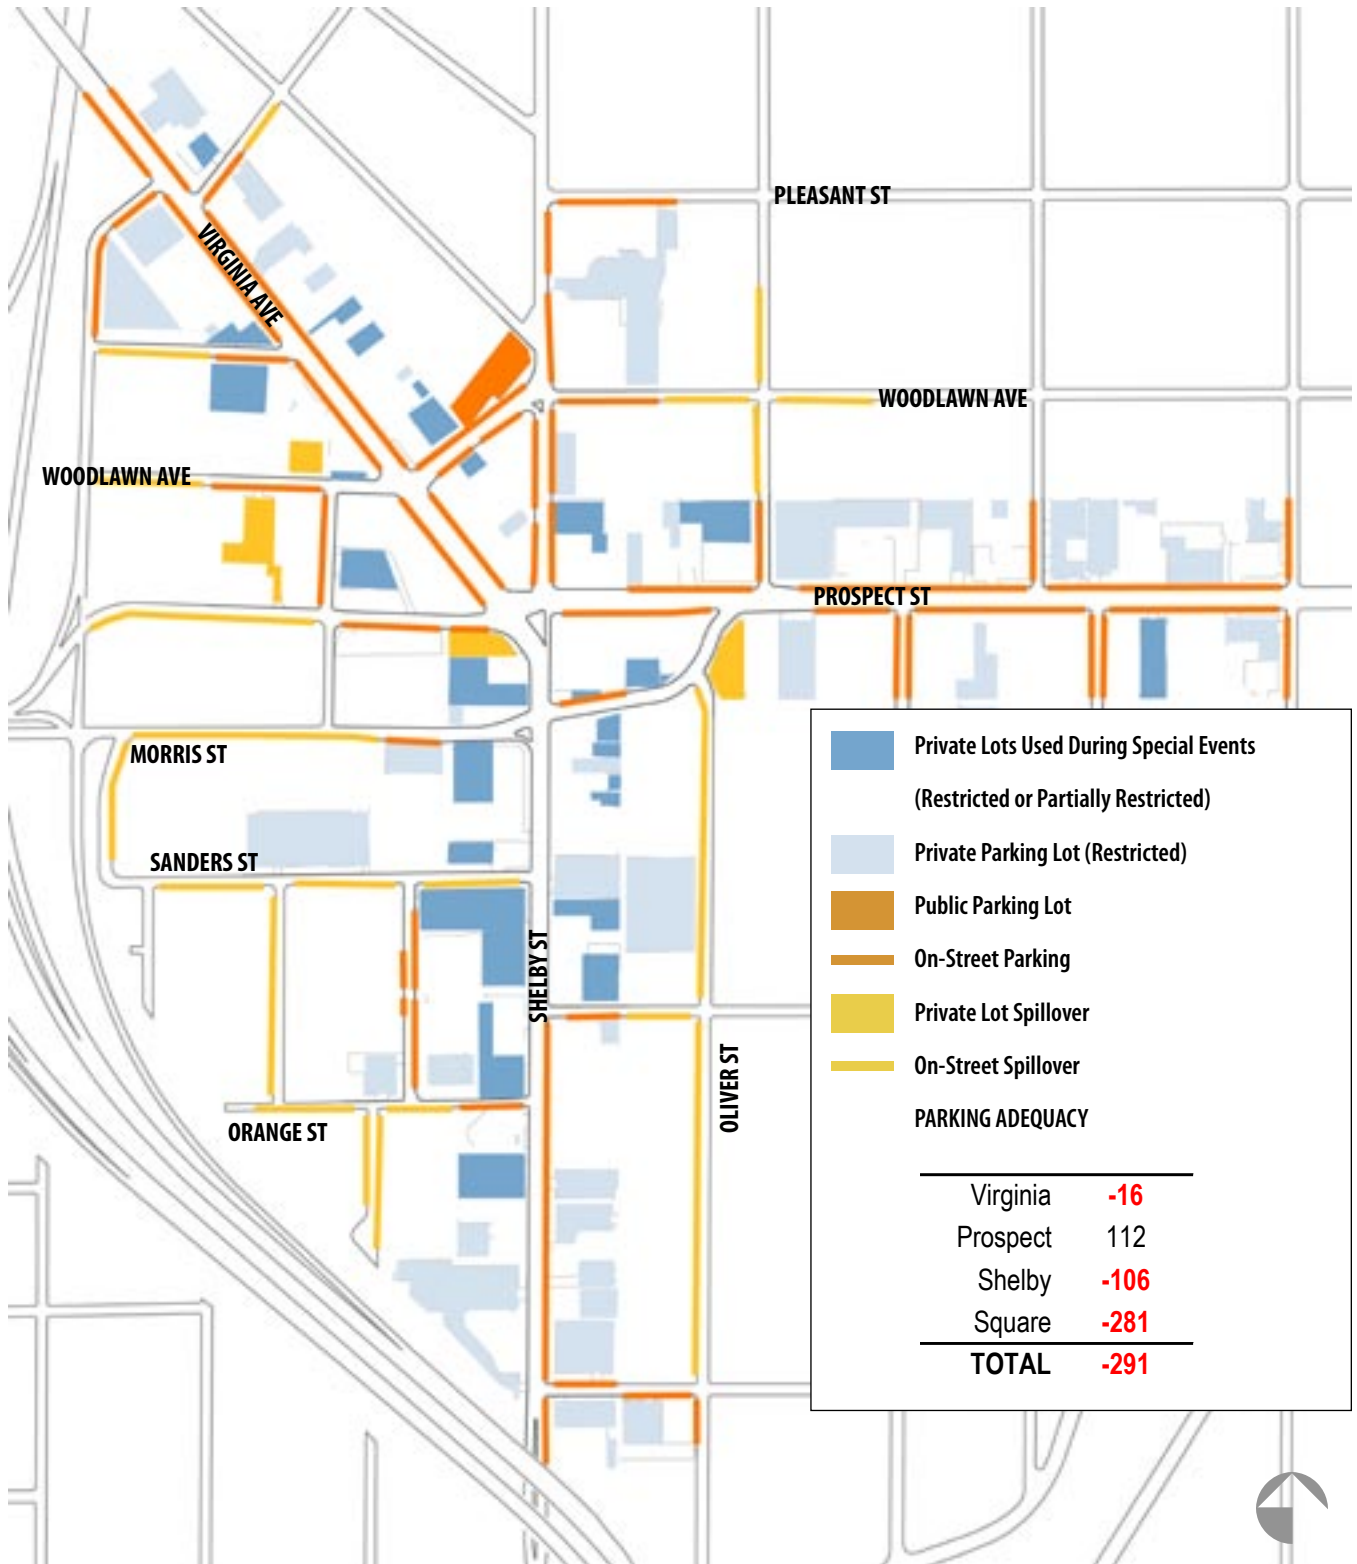 PLEASANT ST
VIRGINIA AVE
WOODLAWN AVE
WOODLAWN AVE
PROSPECT ST
MORRIS ST
SANDERS ST
SHELBY ST
OLIVER ST
ORANGE ST
Private Lots Used During Special Events
(Restricted or Partially Restricted)
Private Parking Lot (Restricted)
Public Parking Lot
On-Street Parking
Private Lot Spillover
On-Street Spillover
PARKING ADEQUACY
Virginia -16
Prospect 112
Shelby -106
Square -281
TOTAL -291